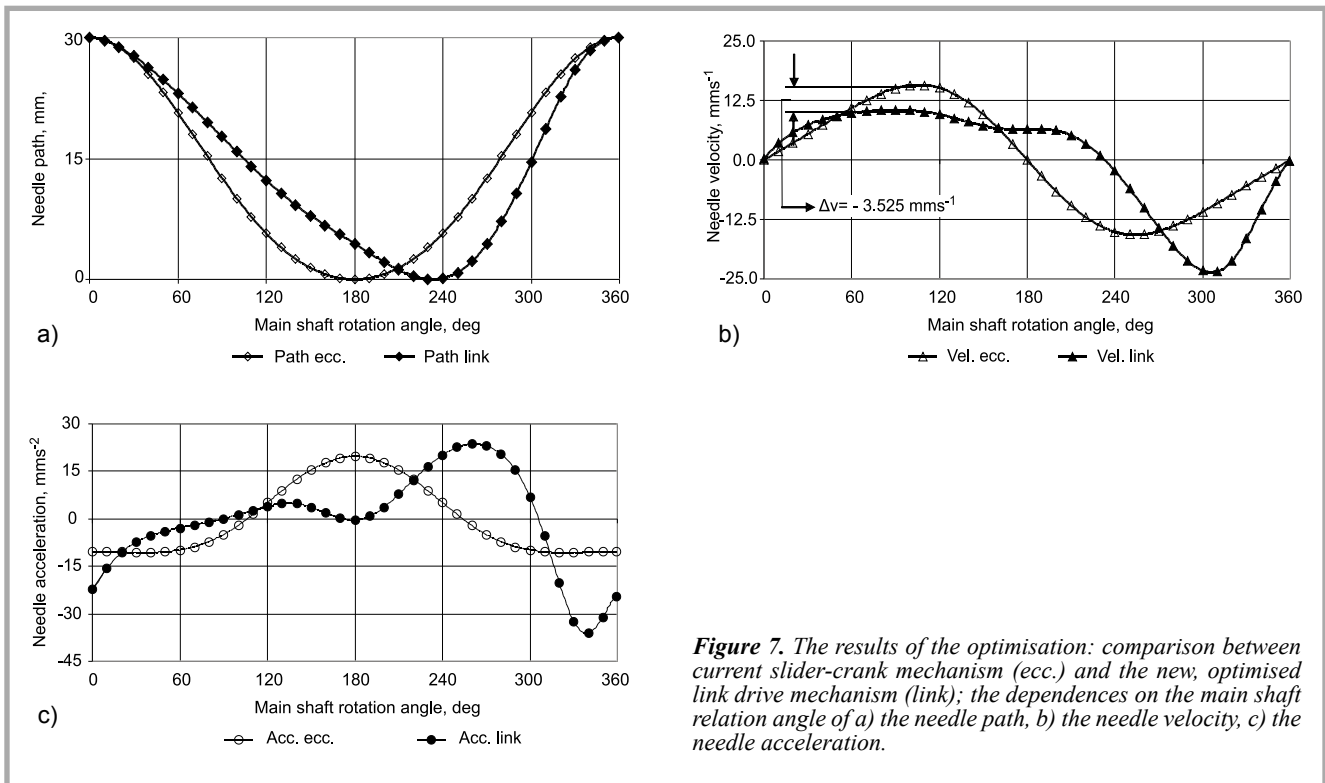 30
15
0
Needle path, mm,
0 60 120 180 240 300 360
Main shaft rotation angle, deg
a)
Path ecc. Path link
25.0
12.5
0.0
-12.5
-25.0
Needle velocity, mms-1
Δv= - 3.525 mms-1
0 60 120 180 240 300 360
Main shaft rotation angle, deg
b)
Vel. ecc. Vel. link
30
15
0
-15
-30
-45
Needle acceleration, mms-2
0 60 120 180 240 300 360
Main shaft rotation angle, deg
c)
Acc. ecc. Acc. link
Figure 7. The results of the optimisation: comparison between
current slider-crank mechanism (ecc.) and the new, optimised
link drive mechanism (link); the dependences on the main shaft
relation angle of a) the needle path, b) the needle velocity, c) the
needle acceleration.